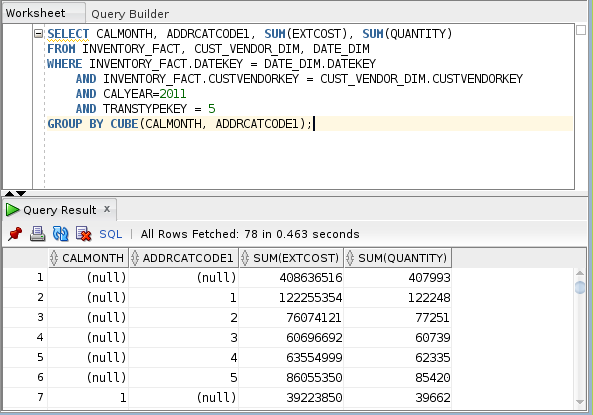 Worksheet Query Builder
SELECT CALMONTH, ADDRCATCODE1, SUM(EXTCOST), SUM(QUANTITY)
FROM INVENTORY_FACT, CUST_VENDOR_DIM, DATE_DIM
WHERE INVENTORY_FACT.DATEKEY = DATE_DIM.DATEKEY
AND INVENTORY_FACT.CUSTVENDORKEY = CUST_VENDOR_DIM.CUSTVENDORKEY
AND CALYEAR=2011
AND TRANSTYPEKEY = 5
GROUP BY CUBE(CALMONTH, ADDRCATCODE1);
Query Result x
SQL | All Rows Fetched: 78 in 0.463 seconds
CALMONTH ADDRCATCODE1 SUM(EXTCOST) SUM(QUANTITY)
1 (null) (null) 408636516 407993
2 (null) 1 122255354 122248
3 (null) 2 76074121 77251
4 (null) 3 60696692 60739
5 (null) 4 63554999 62335
6 (null) 5 86055350 85420
7 1 (null) 39223850 39662